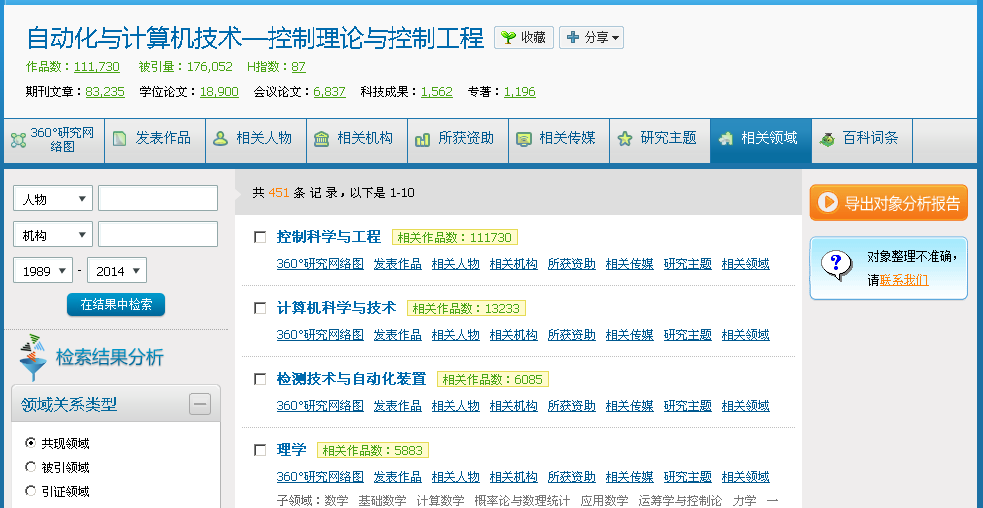 自动化与计算机技术—控制理论与控制工程 收藏 分享
作品数：111,730 被引量：176,052 H指数：87
期刊文章：83,235 学位论文：18,900 会议论文：6,837 科技成果：1,562 专著：1,196
360°研究网络图 发表作品 相关人物 相关机构 所获资助 相关传媒 研究主题 相关领域 百科词条
人物
机构
1989 - 2014
在结果中检索
检索结果分析
领域关系类型
共现领域
被引领域
引证领域
共 451 条 记 录，以下是 1-10
控制科学与工程 相关作品数：111730
360°研究网络图 发表作品 相关人物 相关机构 所获资助 相关传媒 研究主题 相关领域
计算机科学与技术 相关作品数：13233
360°研究网络图 发表作品 相关人物 相关机构 所获资助 相关传媒 研究主题 相关领域
检测技术与自动化装置 相关作品数：6085
360°研究网络图 发表作品 相关人物 相关机构 所获资助 相关传媒 研究主题 相关领域
理学 相关作品数：5883
360°研究网络图 发表作品 相关人物 相关机构 所获资助 相关传媒 研究主题 相关领域
子领域：数学 基础数学 计算数学 概率论与数理统计 应用数学 运筹学与控制论 力学 一
导出对象分析报告
对象整理不准确，
请联系我们